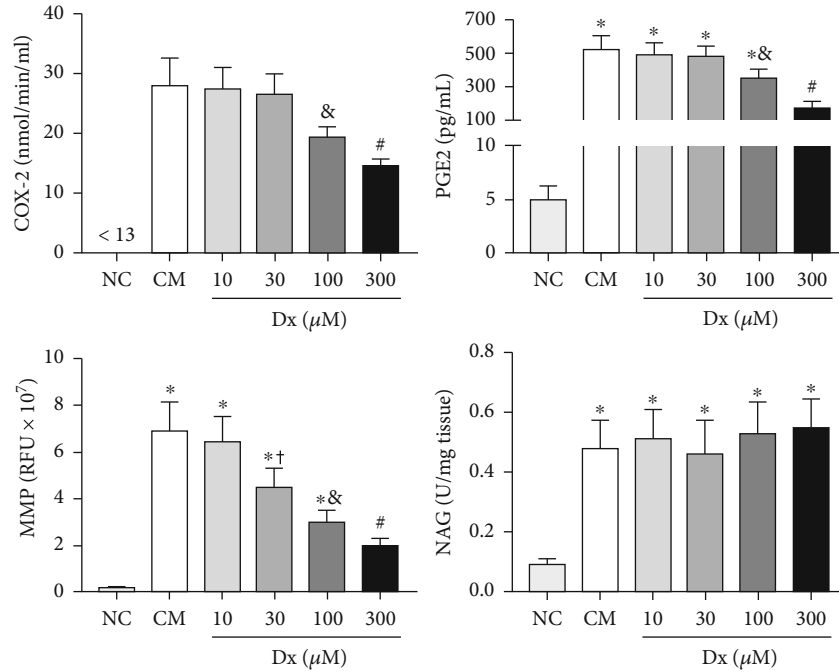 COX-2 (nmol/min/ml)
40
30
20
10
0
< 13
&
#
NC CM 10 30 100 300
Dx (μM)
PGE2 (pg/mL)
700
500
300
100
10
5
0
* * * *& #
NC CM 10 30 100 300
Dx (μM)
MMP (RFU × 10⁷)
10
8
6
4
2
0
* * *† *& #
NC CM 10 30 100 300
Dx (μM)
NAG (U/mg tissue)
0.8
0.6
0.4
0.2
0.0
* * * * *
NC CM 10 30 100 300
Dx (μM)